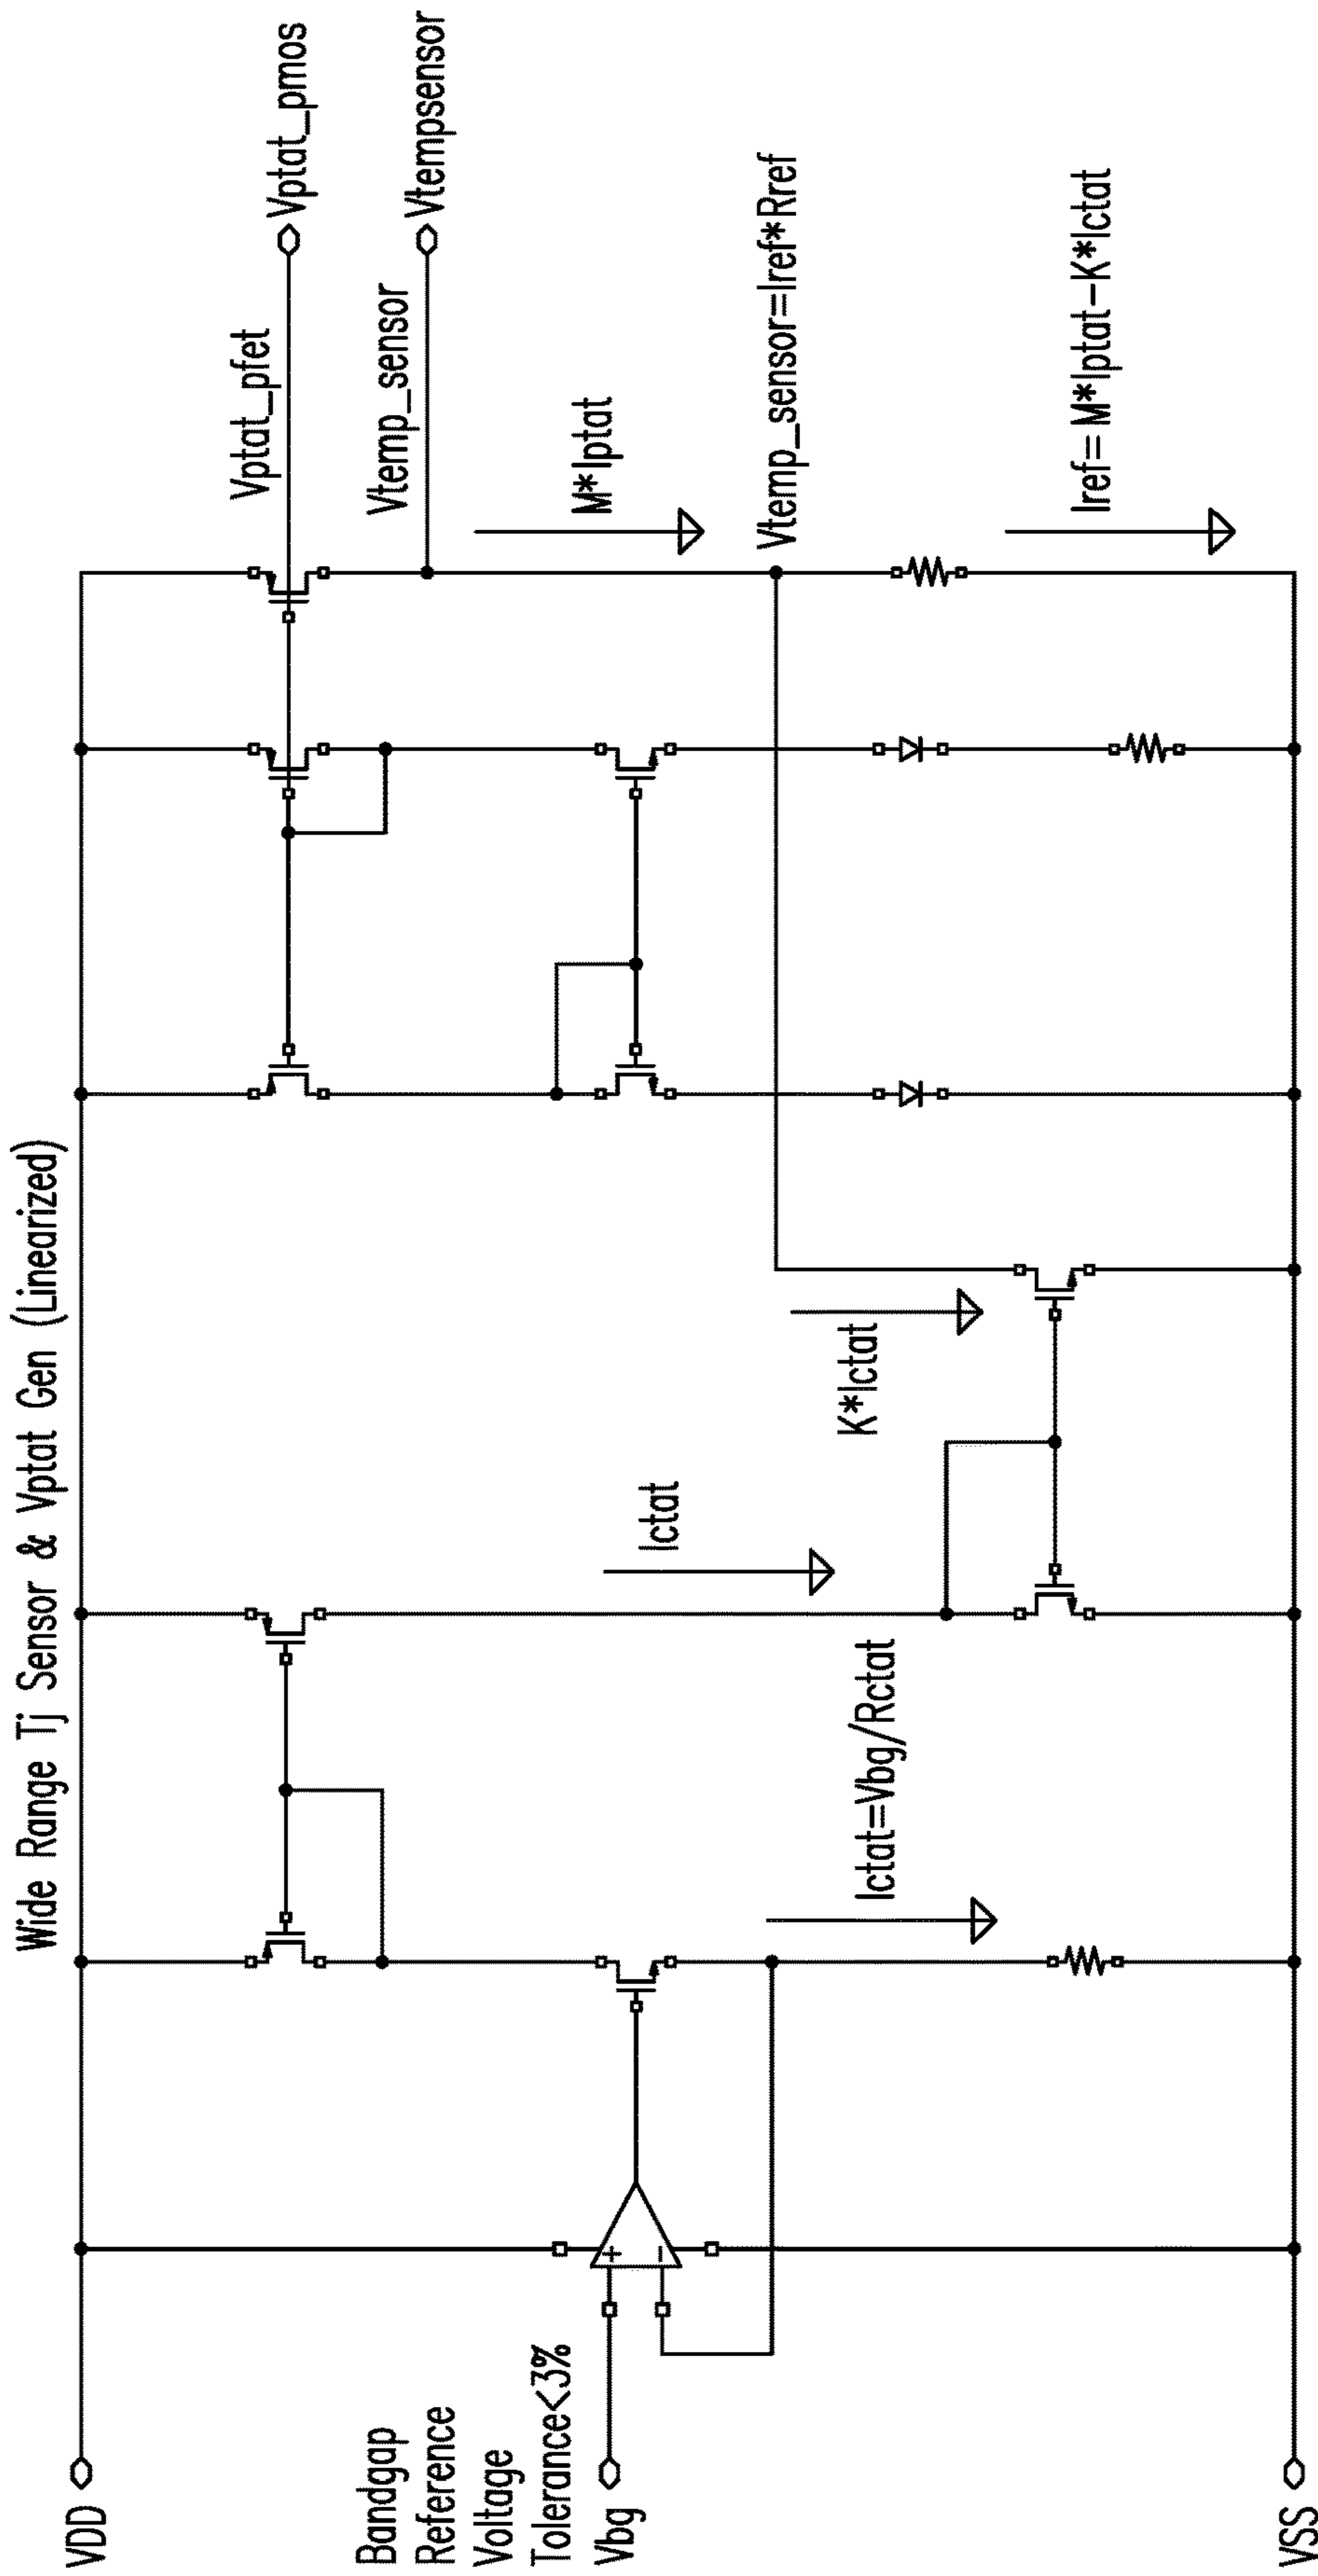 Wide Range Tj Sensor & Vptat Gen (Linearized)
VDD
Vptat_pfet
Vptat_pmos
Vtemp_sensor
Vtempsensor
Bandgap
Reference
Voltage
Tolerance<3%
Vbg
+
−
Ictat
M*Iptat
Ictat=Vbg/Rctat
K*Ictat
Vtemp_sensor=Iref*Rref
Iref=M*Iptat−K*Ictat
VSS